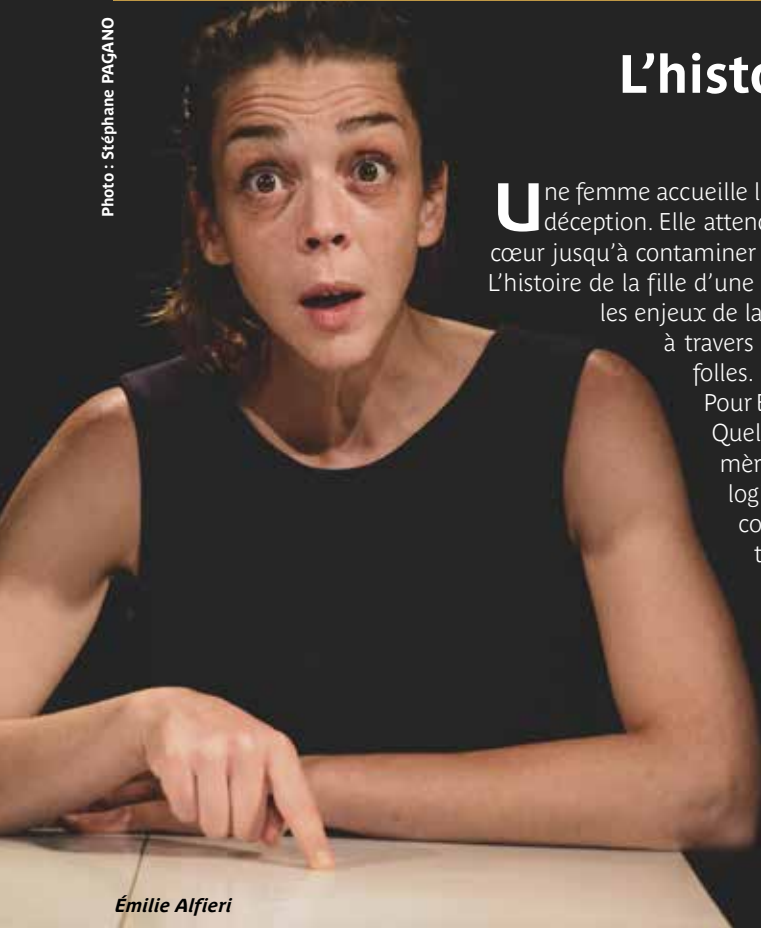 Photo : Stéphane PAGANO
L’histo
Une femme accueille l
déception. Elle attend
cœur jusqu’à contaminer
L’histoire de la fille d’une
les enjeux de la
à travers
folles.
Pour E
Quel
mèr
log
co
t
Émilie Alfieri